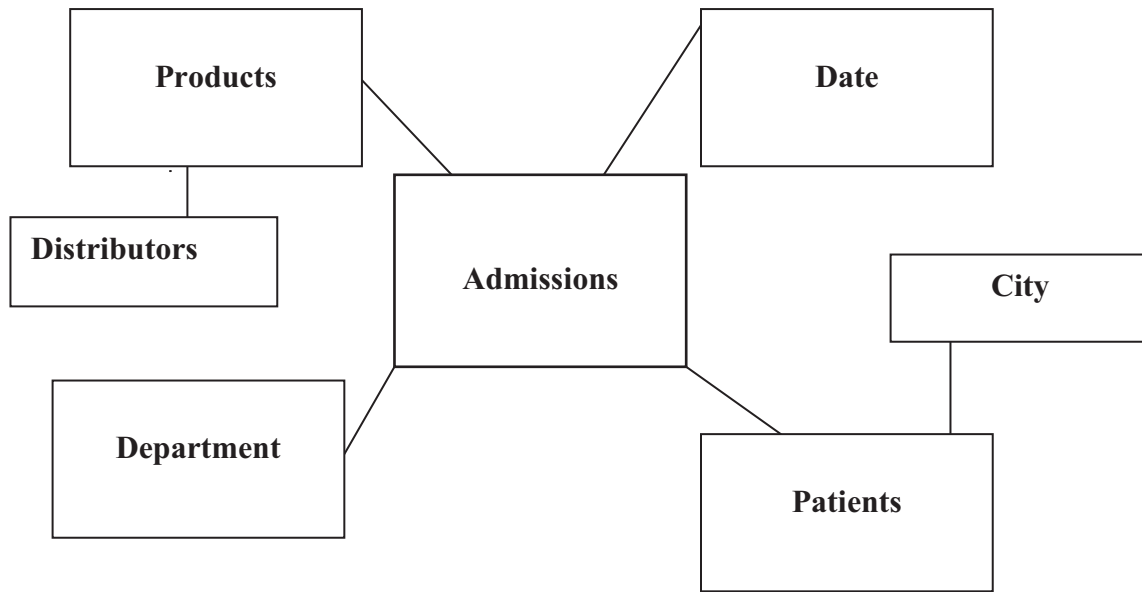 Products
Date
Distributors
Admissions
City
Department
Patients